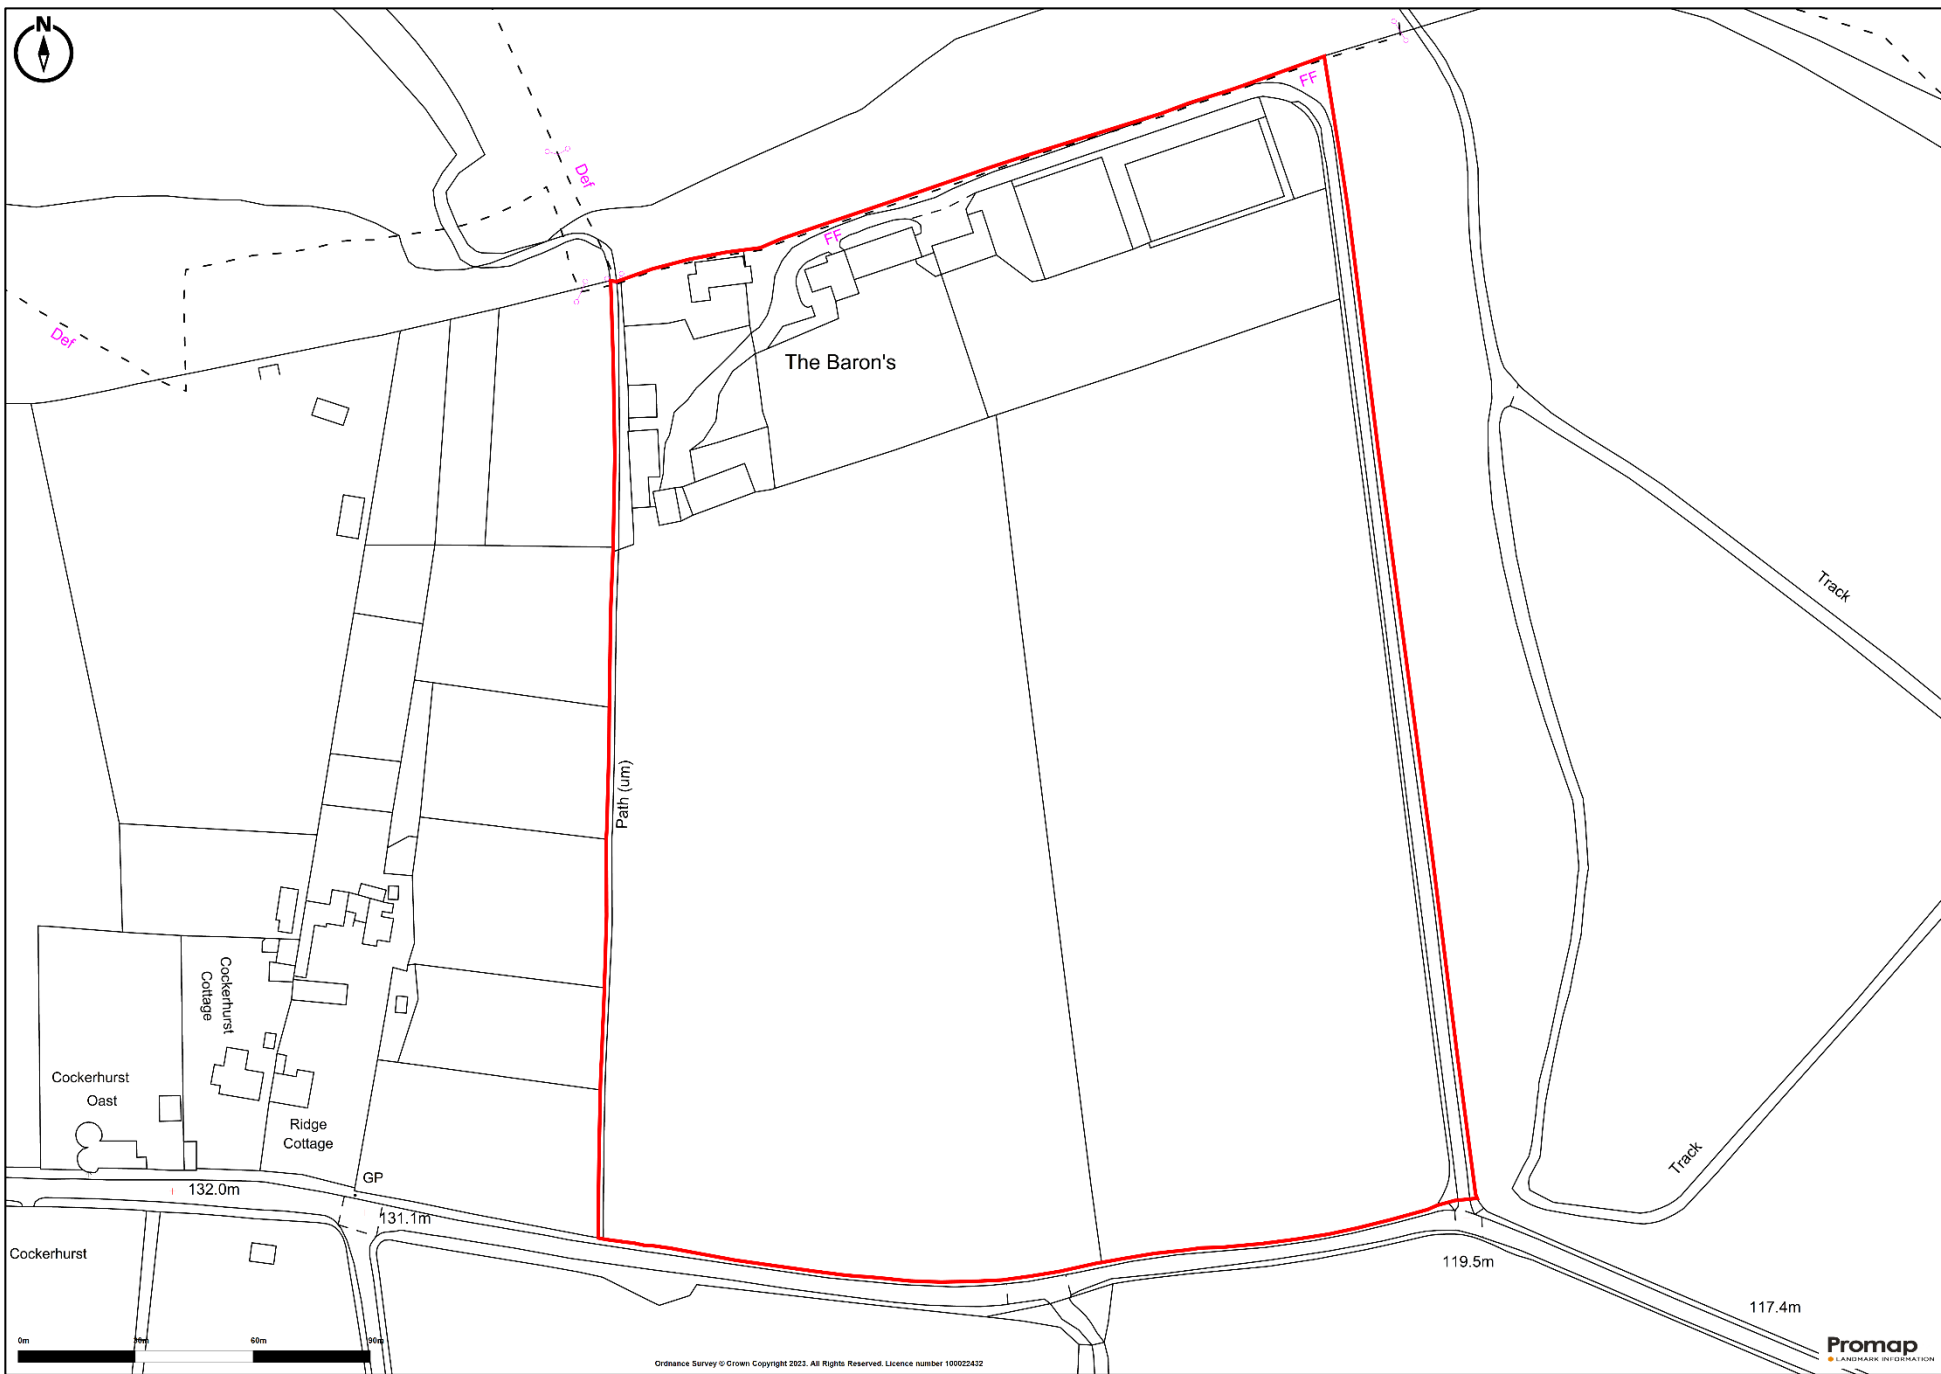 N
FF
Def
FF
Def
The Baron's
Track
Path (um)
Cockerhurst
Cottage
Cockerhurst
Oast
Ridge
Cottage
Track
GP
132.0m
131.1m
Cockerhurst
119.5m
117.4m
0m
30m
60m
90m
Ordnance Survey © Crown Copyright 2023. All Rights Reserved. Licence number 100022432
Promap
LANDMARK INFORMATION